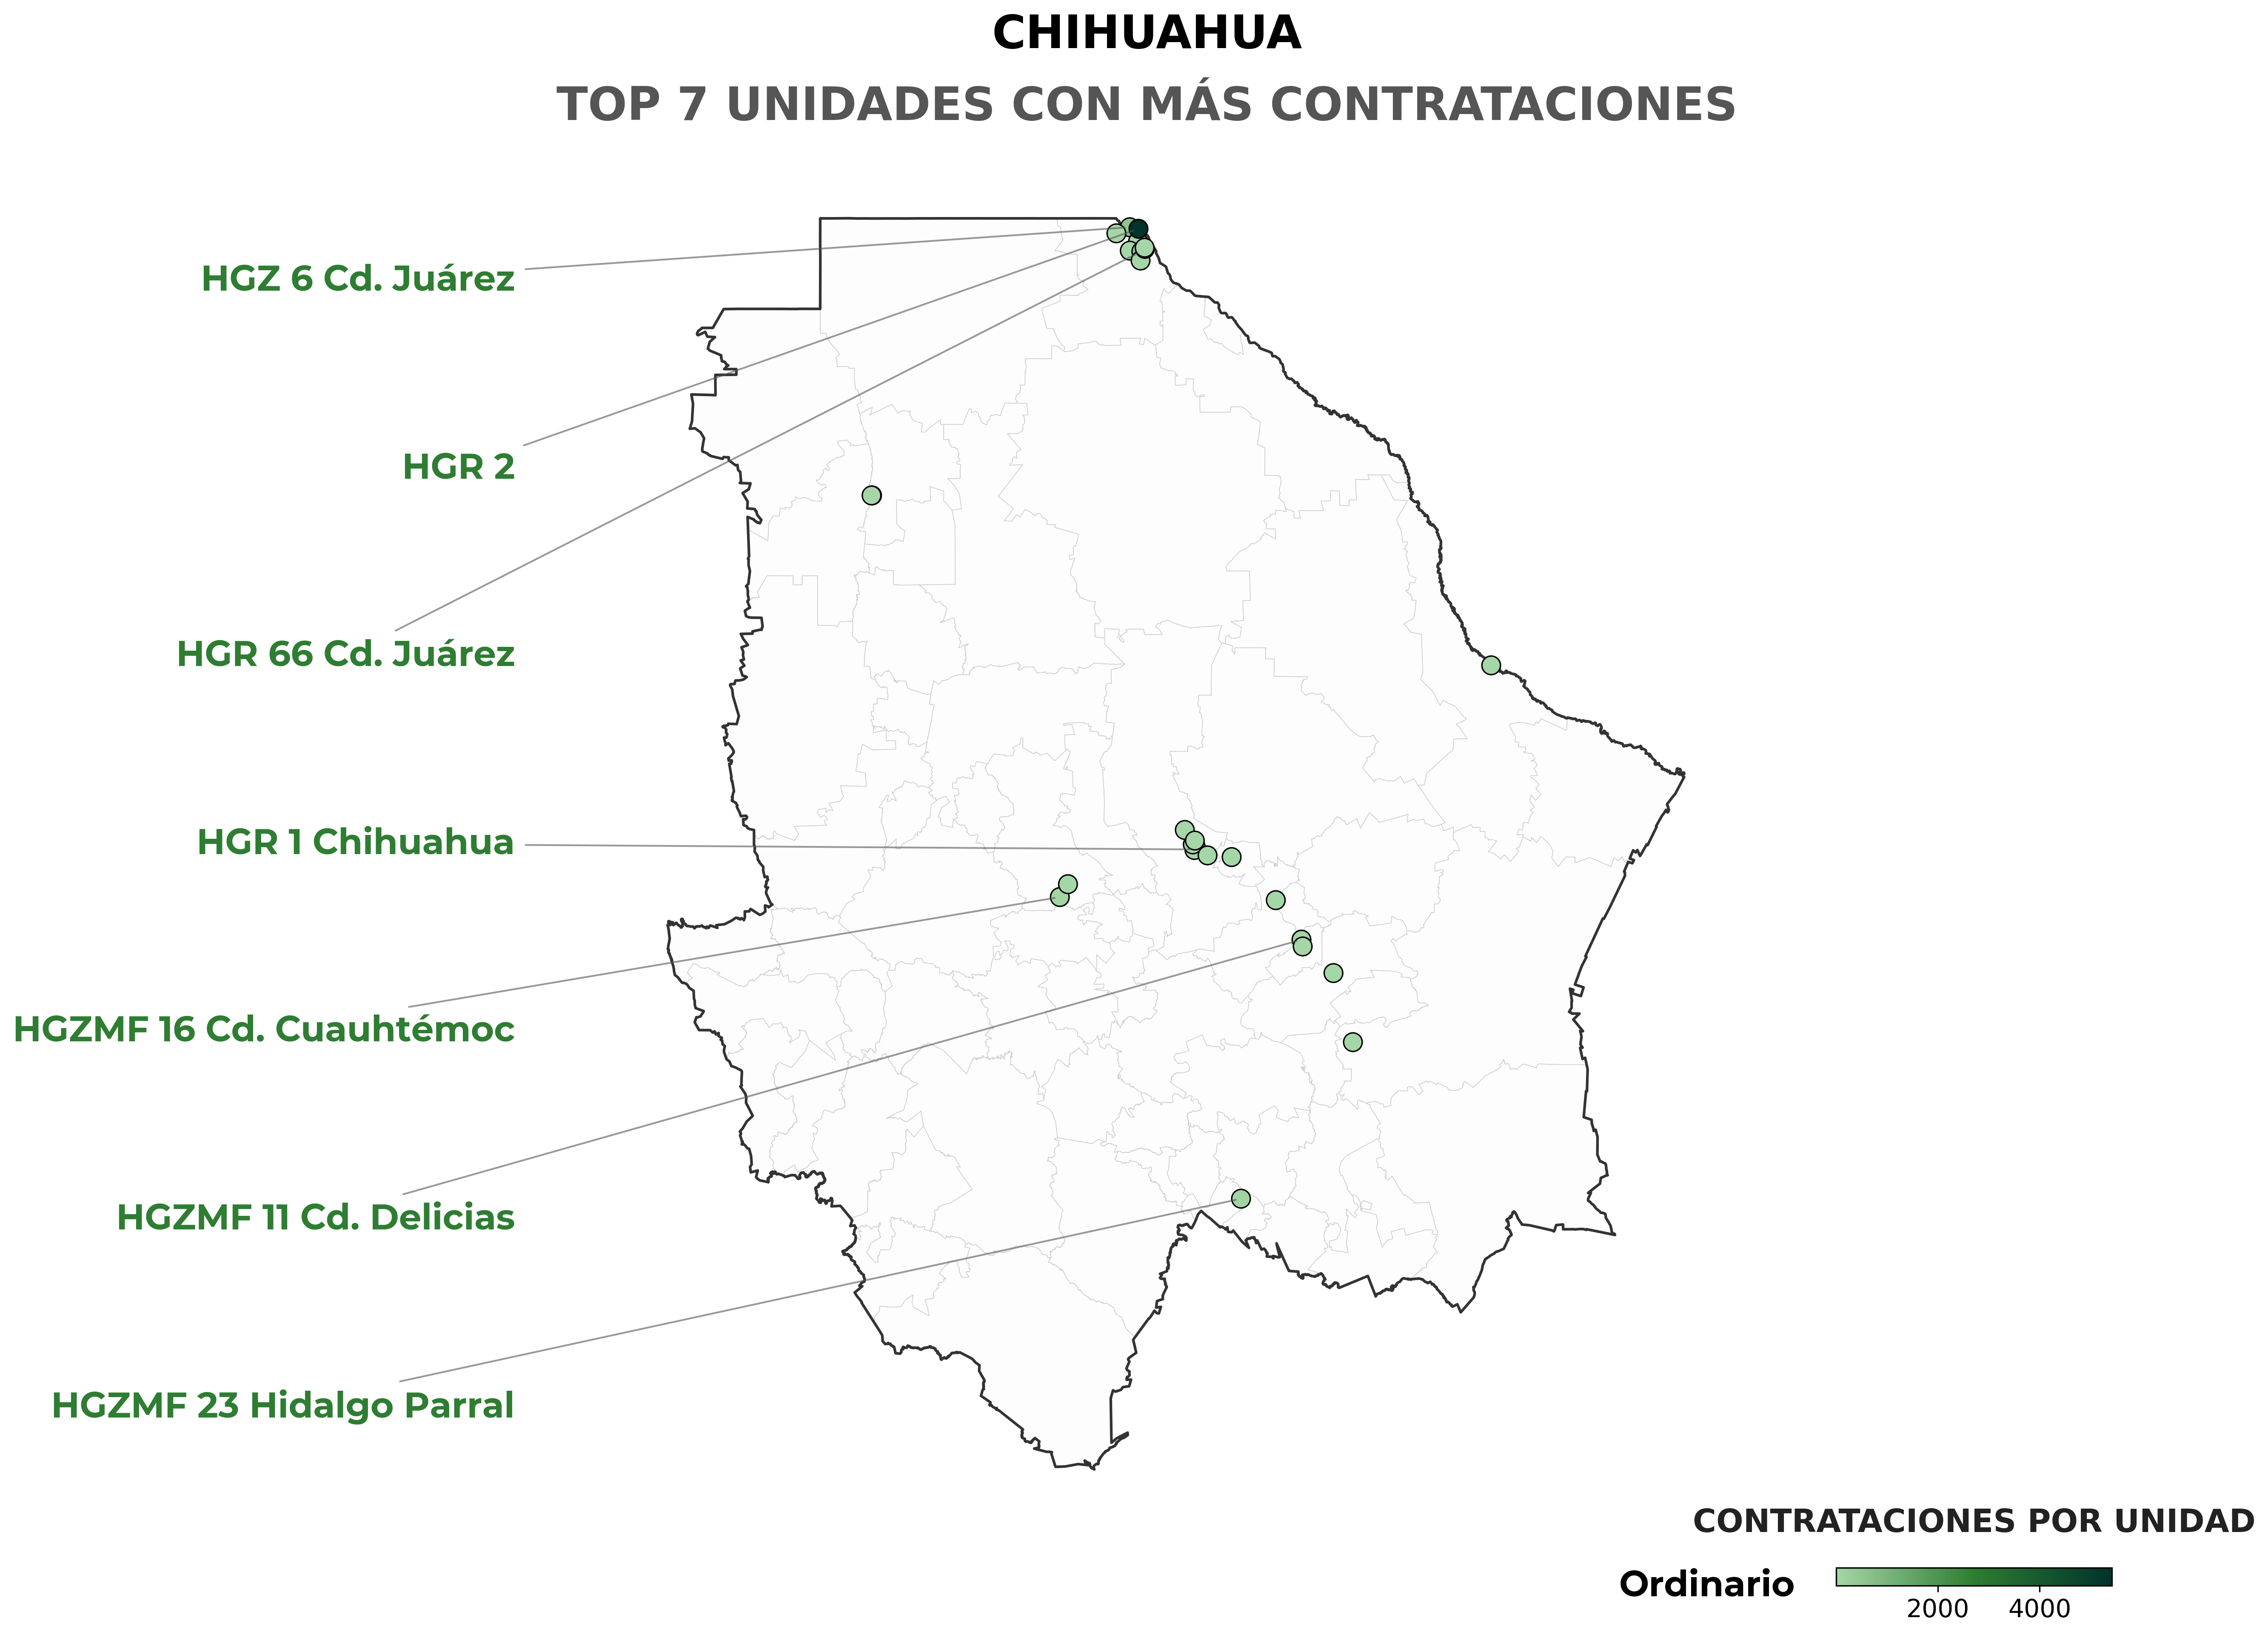 CHIHUAHUA
TOP 7 UNIDADES CON MÁS CONTRATACIONES
HGZ 6 Cd. Juárez
HGR 2
HGR 66 Cd. Juárez
HGR 1 Chihuahua
HGZMF 16 Cd. Cuauhtémoc
HGZMF 11 Cd. Delicias
HGZMF 23 Hidalgo Parral
CONTRATACIONES POR UNIDAD
Ordinario
2000 4000